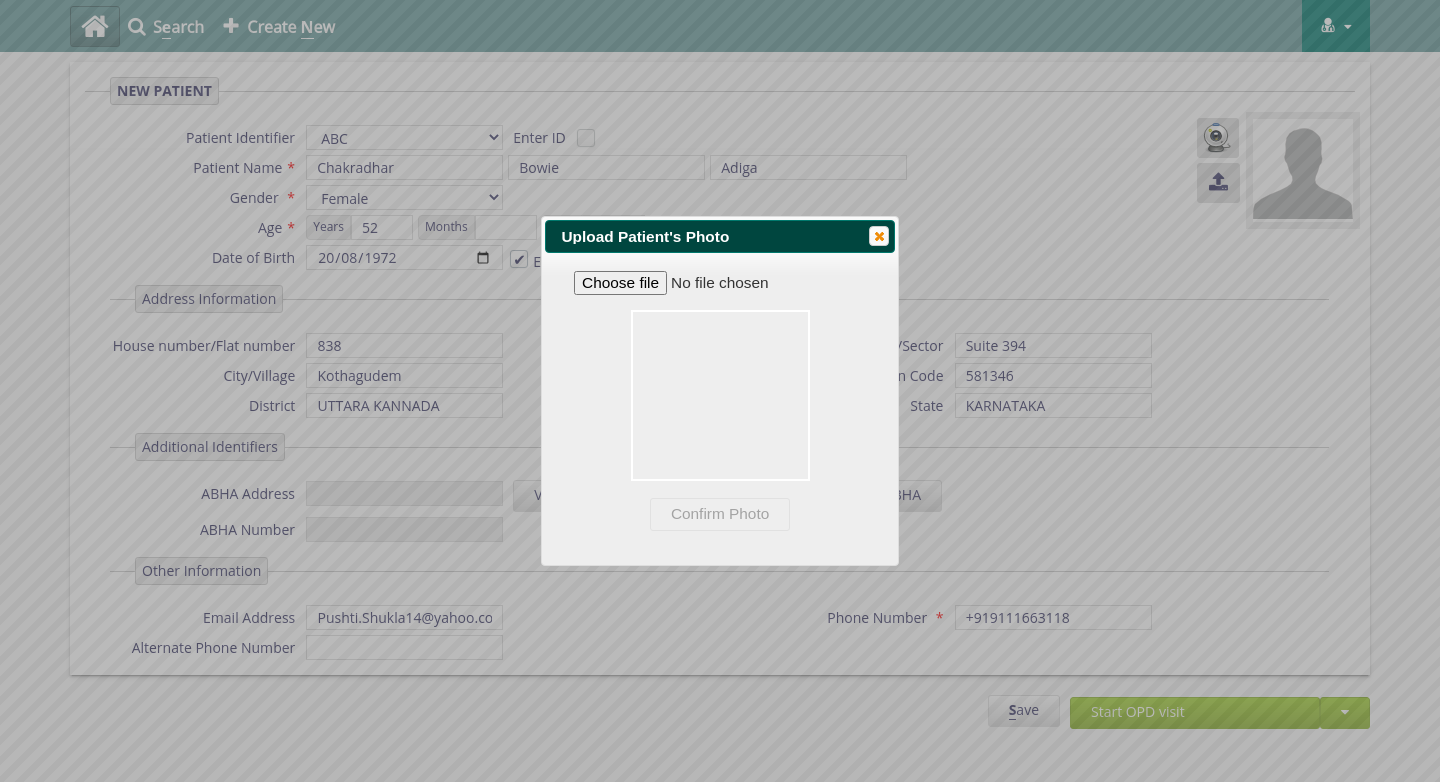 Search
Create New
NEW PATIENT
Patient Identifier ABC Enter ID
Patient Name * Chakradhar Bowie Adiga
Gender * Female
Age * Years 52 Months
Date of Birth 20/08/1972 ✔ E
Upload Patient's Photo
Choose file No file chosen
Confirm Photo
Address Information
House number/Flat number 838 /Sector Suite 394
City/Village Kothagudem n Code 581346
District UTTARA KANNADA State KARNATAKA
Additional Identifiers
ABHA Address V BHA
ABHA Number
Other Information
Email Address Pushti.Shukla14@yahoo.co Phone Number * +919111663118
Alternate Phone Number
Save Start OPD visit